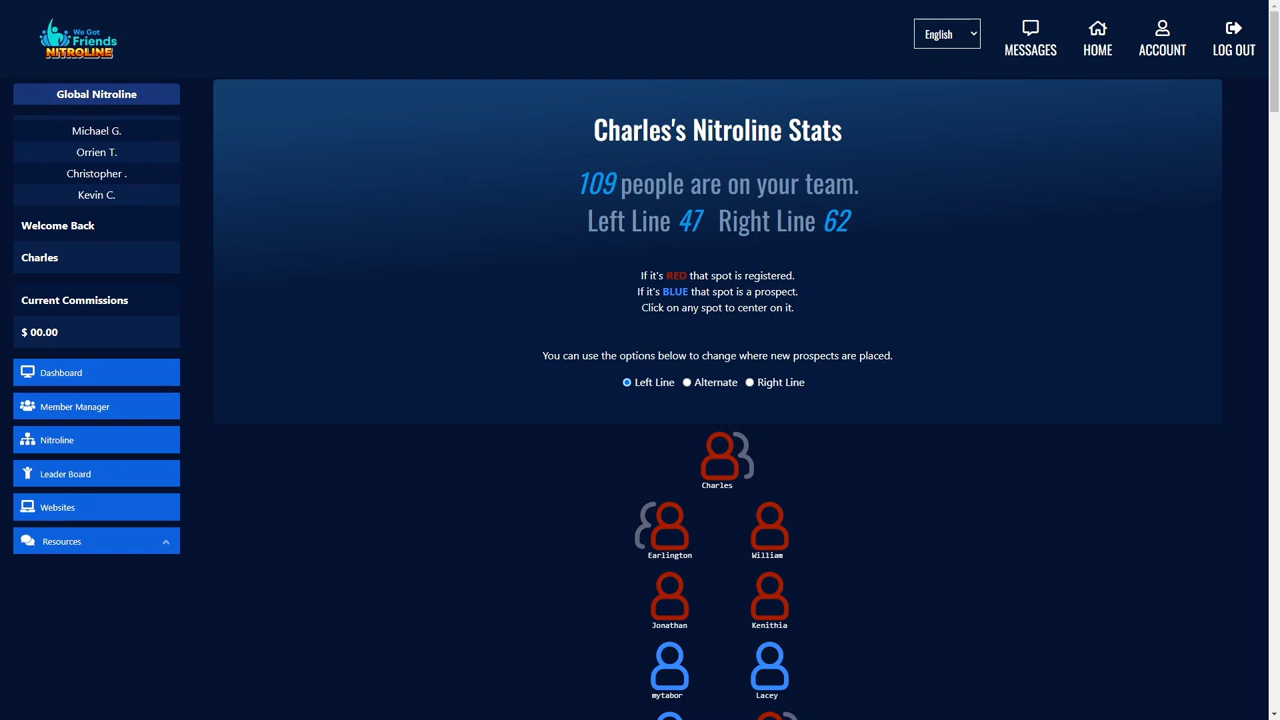 We Got
Friends
NITROLINE
English
MESSAGES
HOME
ACCOUNT
LOG OUT
Global Nitroline
Michael G.
Orrien T.
Christopher .
Kevin C.
Welcome Back
Charles
Current Commissions
$ 00.00
Dashboard
Member Manager
Nitroline
Leader Board
Websites
Resources
Charles's Nitroline Stats
109 people are on your team.
Left Line 47 Right Line 62
If it's RED that spot is registered.
If it's BLUE that spot is a prospect.
Click on any spot to center on it.
You can use the options below to change where new prospects are placed.
Left Line Alternate Right Line
Charles
Earlington William
Jonathan Kenithia
mytabor Lacey